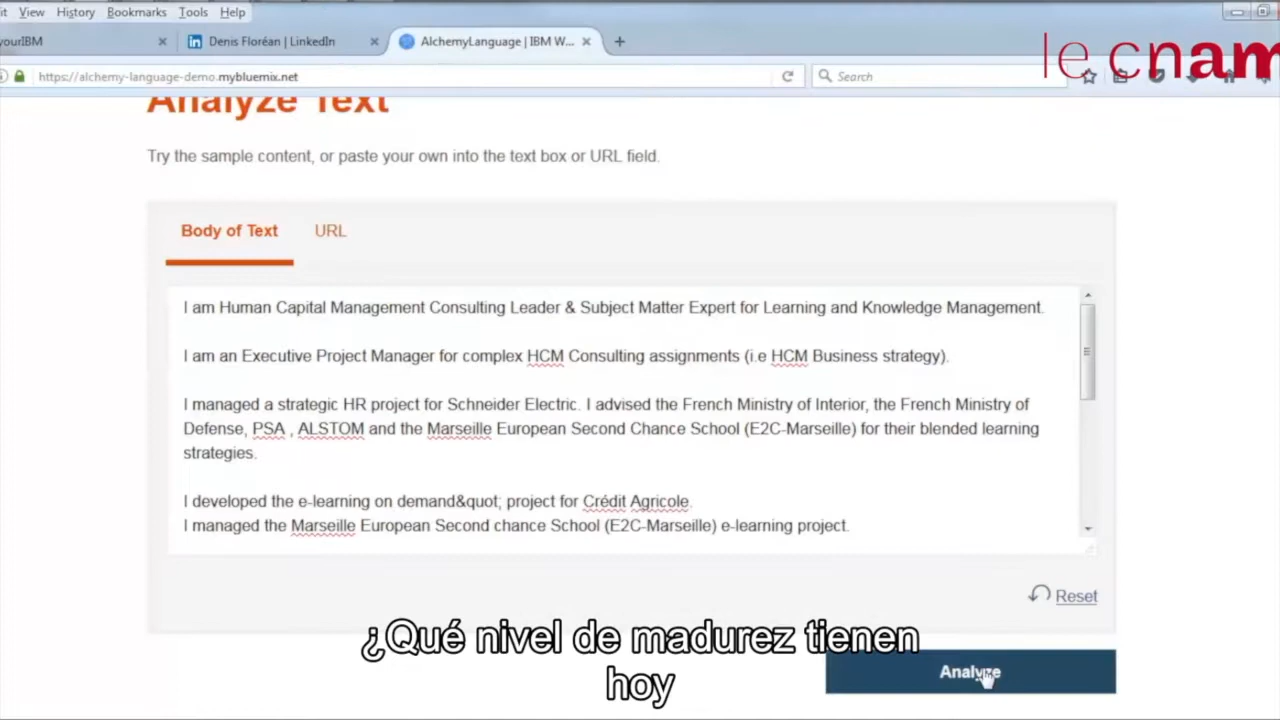 it View History Bookmarks Tools Help
yourIBM × Denis Floréan | LinkedIn × AlchemyLanguage | IBM W... × +
https://alchemy-language-demo.mybluemix.net Search
le cnam
Analyze Text
Try the sample content, or paste your own into the text box or URL field.
Body of Text URL
I am Human Capital Management Consulting Leader & Subject Matter Expert for Learning and Knowledge Management.
I am an Executive Project Manager for complex HCM Consulting assignments (i.e HCM Business strategy).
I managed a strategic HR project for Schneider Electric. I advised the French Ministry of Interior, the French Ministry of
Defense, PSA , ALSTOM and the Marseille European Second Chance School (E2C-Marseille) for their blended learning
strategies.
I developed the e-learning on demand&quot; project for Crédit Agricole.
I managed the Marseille European Second chance School (E2C-Marseille) e-learning project.
Reset
¿Qué nivel de madurez tienen
hoy
Analyze